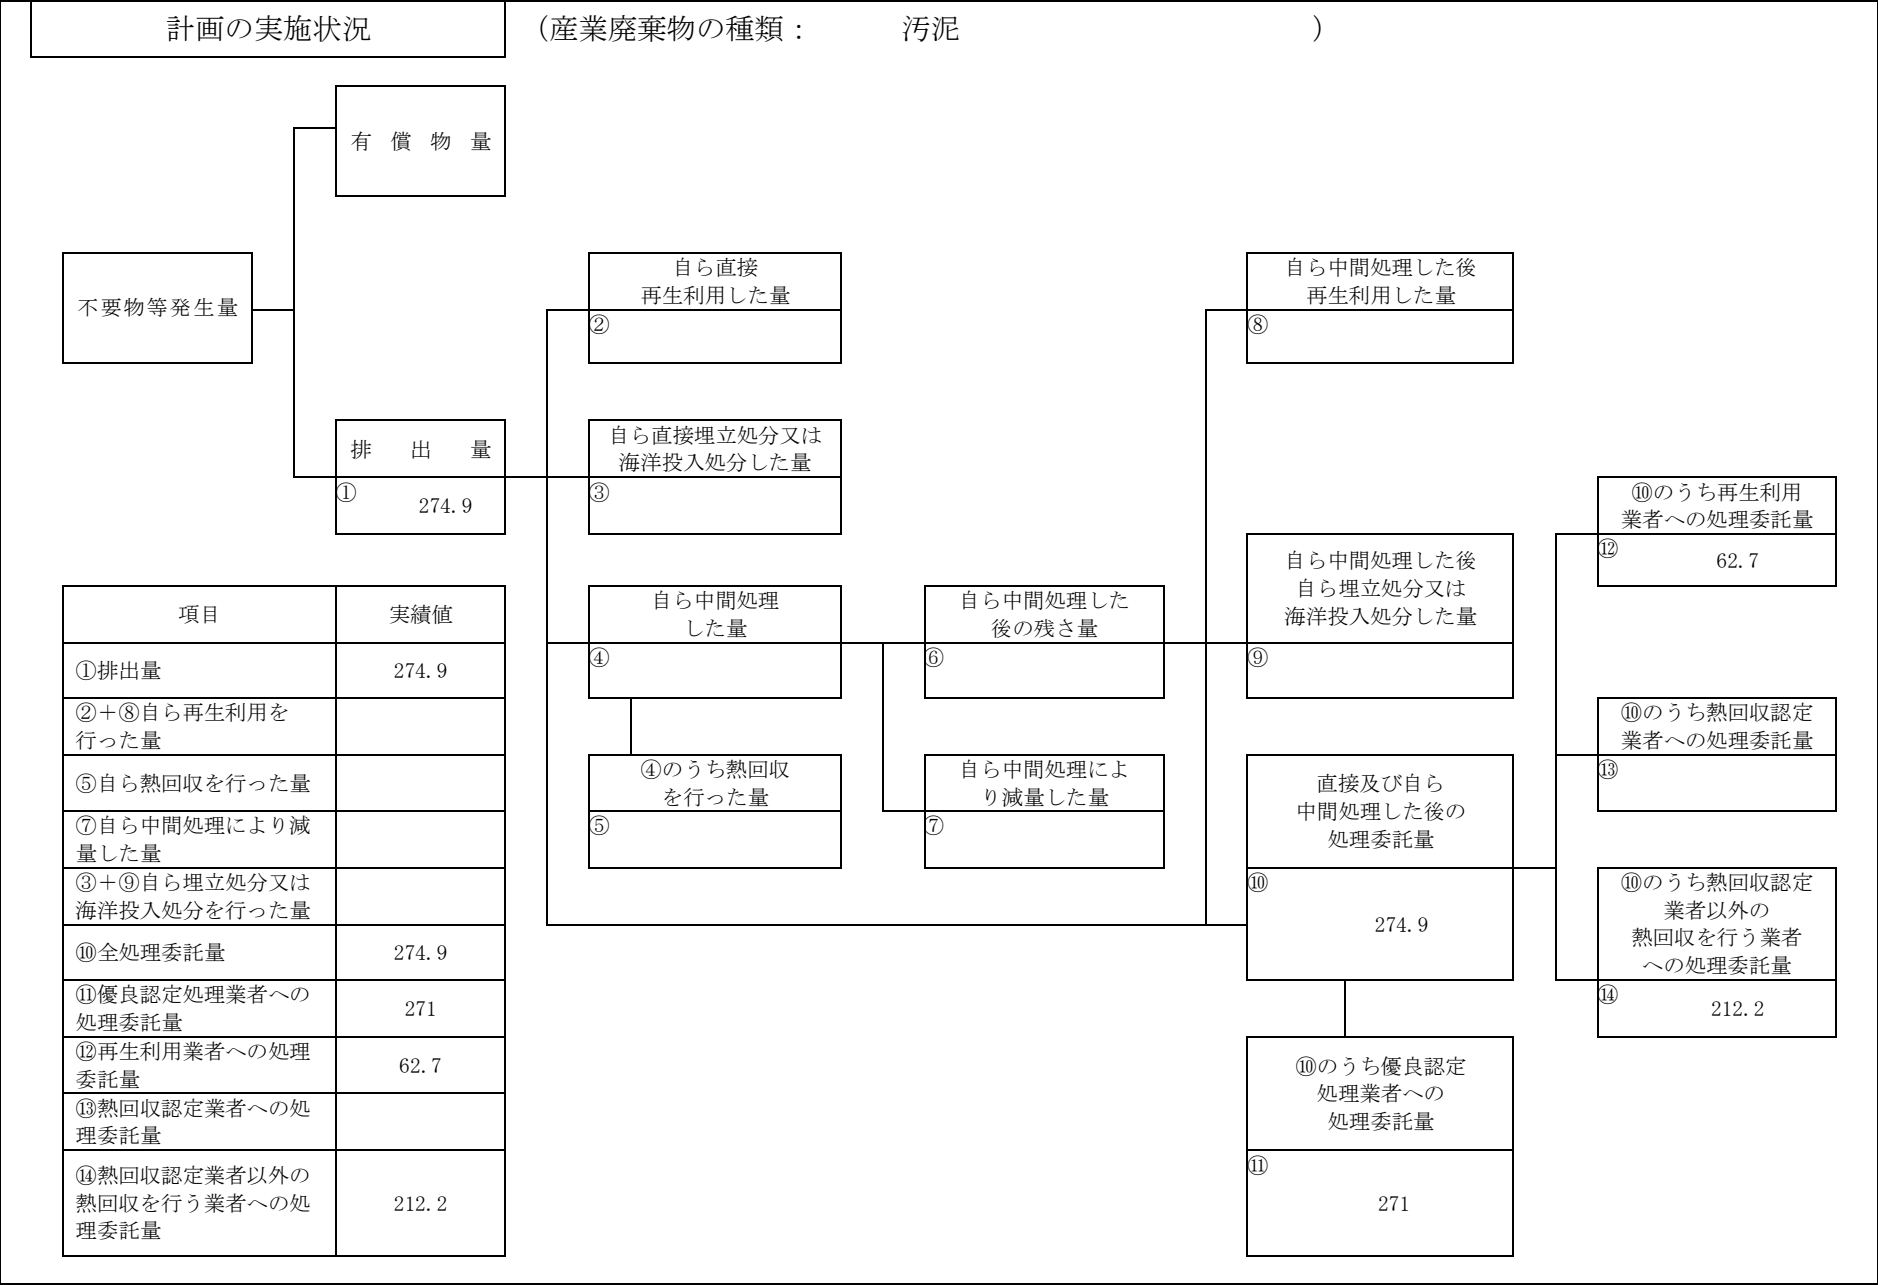 計画の実施状況
（産業廃棄物の種類： 汚泥 ）
有償物量
不要物等発生量
排出量
①
274.9
自ら直接
再生利用した量
②
自ら直接埋立処分又は
海洋投入処分した量
③
自ら中間処理
した量
④
④のうち熱回収
を行った量
⑤
自ら中間処理した
後の残さ量
⑥
自ら中間処理によ
り減量した量
⑦
自ら中間処理した後
再生利用した量
⑧
自ら中間処理した後
自ら埋立処分又は
海洋投入処分した量
⑨
直接及び自ら
中間処理した後の
処理委託量
⑩
274.9
⑩のうち優良認定
処理業者への
処理委託量
⑪
271
⑩のうち再生利用
業者への処理委託量
⑫
62.7
⑩のうち熱回収認定
業者への処理委託量
⑬
⑩のうち熱回収認定
業者以外の
熱回収を行う業者
への処理委託量
⑭
212.2
項目 実績値
①排出量 274.9
②＋⑧自ら再生利用を
行った量
⑤自ら熱回収を行った量
⑦自ら中間処理により減
量した量
③＋⑨自ら埋立処分又は
海洋投入処分を行った量
⑩全処理委託量 274.9
⑪優良認定処理業者への
処理委託量
271
⑫再生利用業者への処理
委託量
62.7
⑬熱回収認定業者への処
理委託量
⑭熱回収認定業者以外の
熱回収を行う業者への処
理委託量
212.2